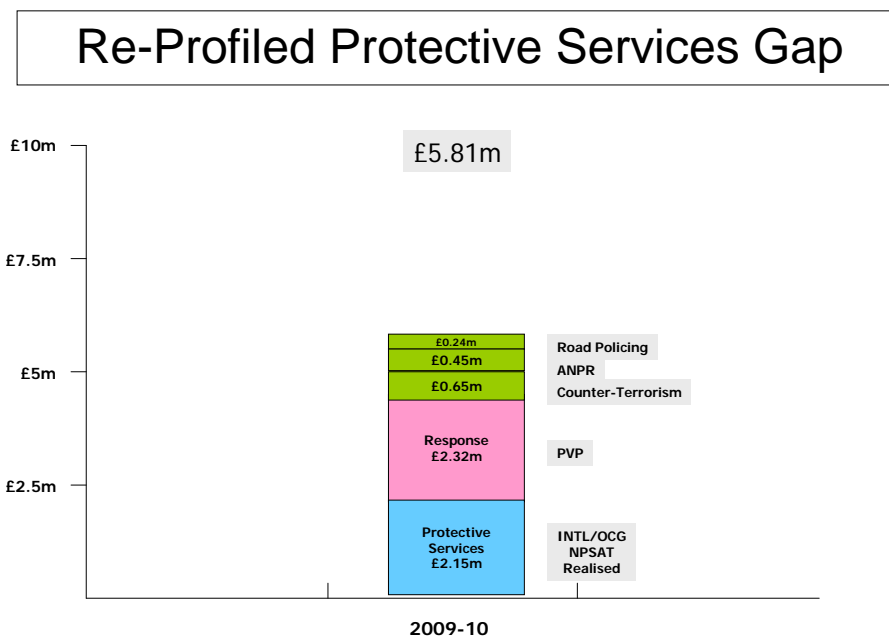 Re-Profiled Protective Services Gap
£10m
£5.81m
£7.5m
£0.24m
Road Policing
£0.45m
ANPR
£5m
£0.65m
Counter-Terrorism
Response
£2.32m
PVP
£2.5m
Protective
Services
£2.15m
INTL/OCG
NPSAT
Realised
2009-10